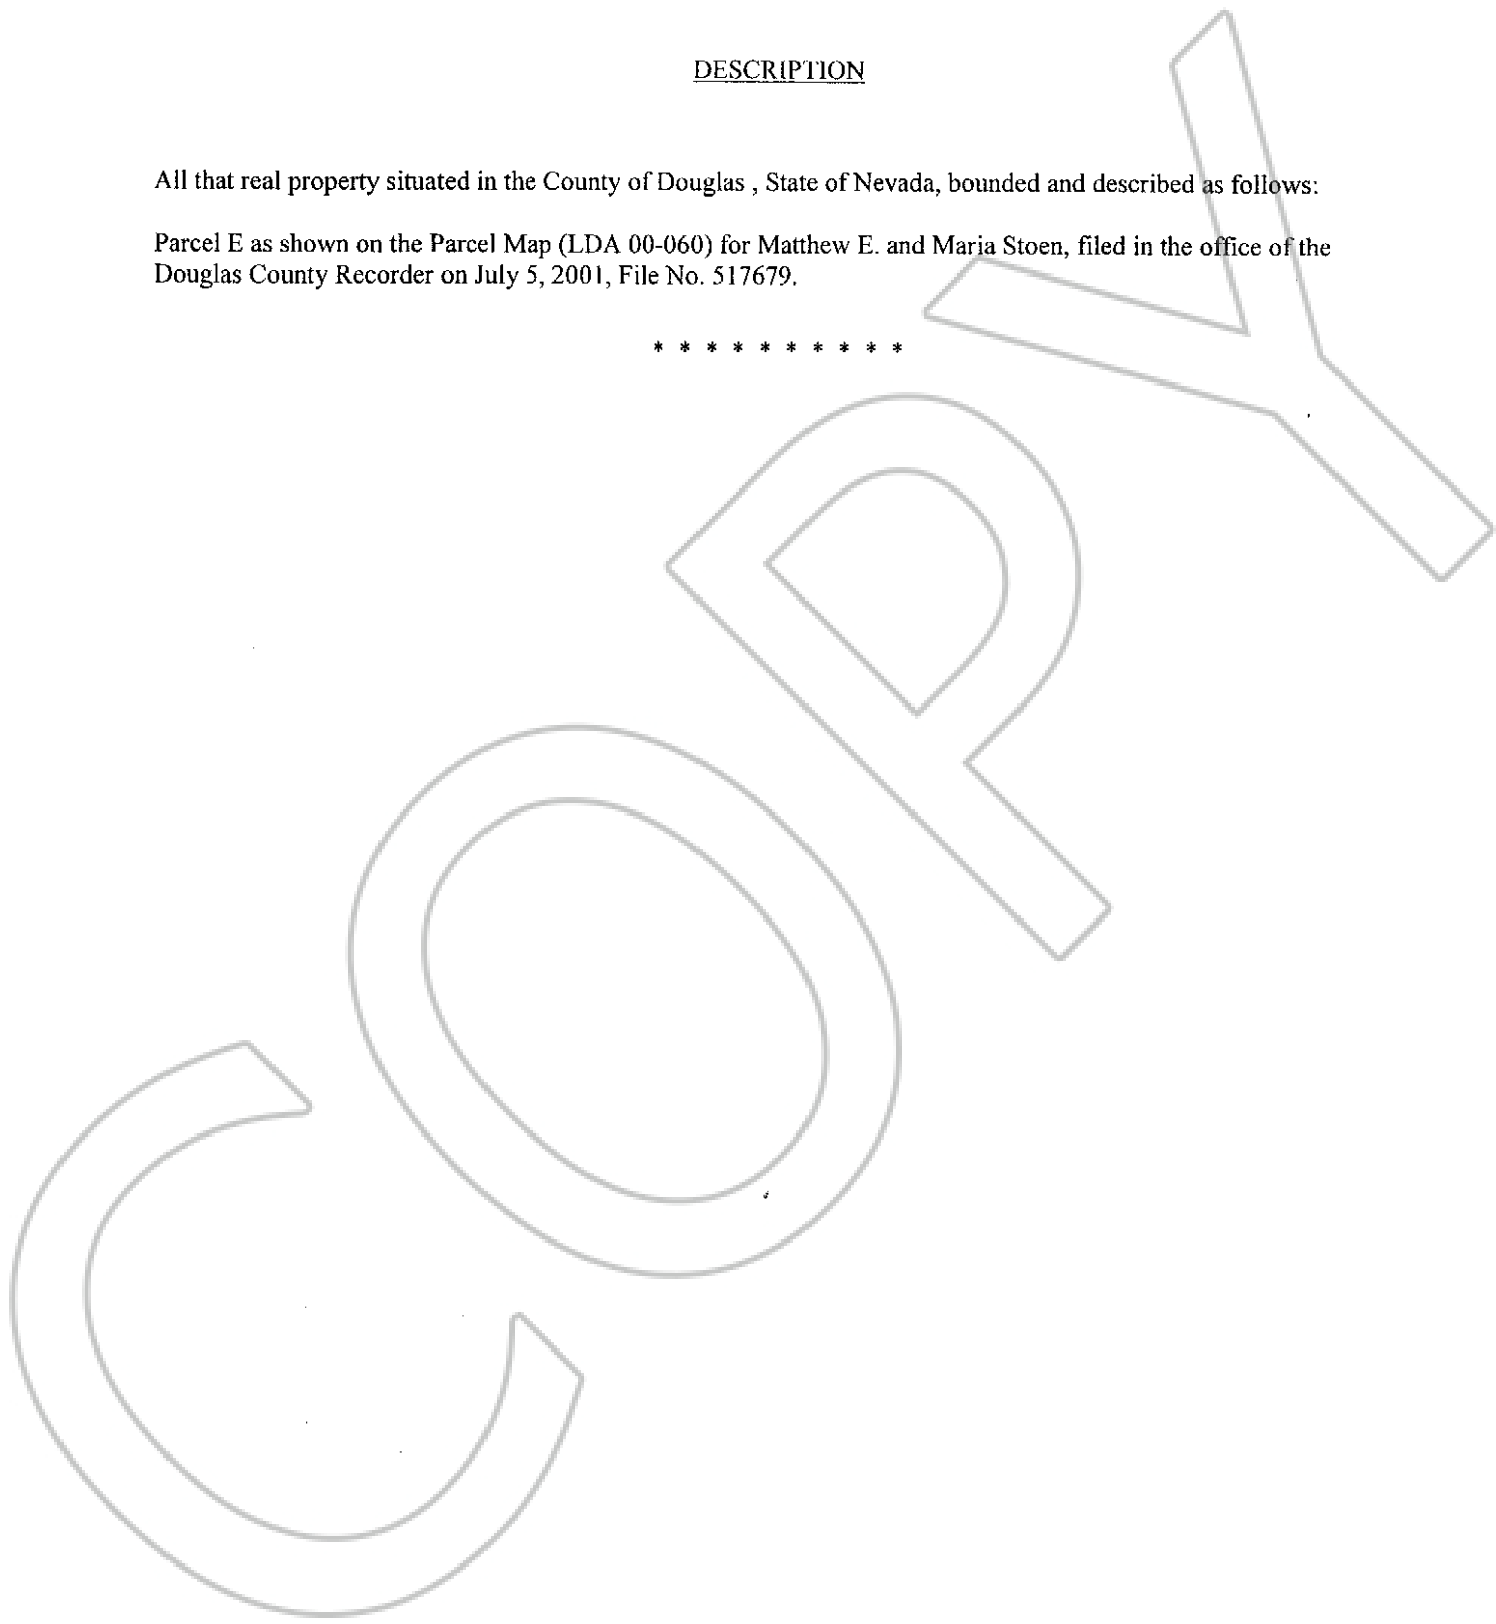 DESCRIPTION
All that real property situated in the County of Douglas , State of Nevada, bounded and described as follows:
Parcel E as shown on the Parcel Map (LDA 00-060) for Matthew E. and Maria Stoen, filed in the office of the
Douglas County Recorder on July 5, 2001, File No. 517679.
* * * * * * * * * *
COPY